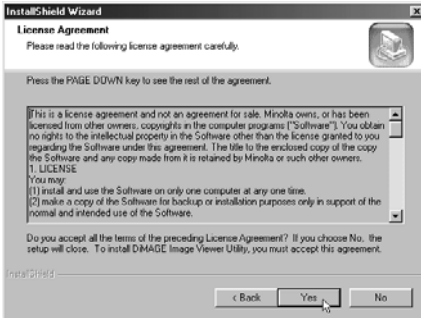 InstallShield Wizard
License Agreement
Please read the following license agreement carefully.
Press the PAGE DOWN key to see the rest of the agreement.
This is a license agreement and not an agreement for sale. Minolta owns, or has been
licensed from other owners, copyrights in the computer programs ("Software"). You obtain
no rights to the intellectual property in the Software other than the license granted to you
regarding the Software under this agreement. The title to the enclosed copy of the copy
the Software and any copy made from it is retained by Minolta or such other owners.
1. LICENSE
You may:
(1) install and use the Software on only one computer at any one time.
(2) make a copy of the Software for backup or installation purposes only in support of the
normal and intended use of the Software.
Do you accept all the terms of the preceding License Agreement? If you choose No, the
setup will close. To install DiMAGE Image Viewer Utility, you must accept this agreement.
InstallShield
< Back Yes No